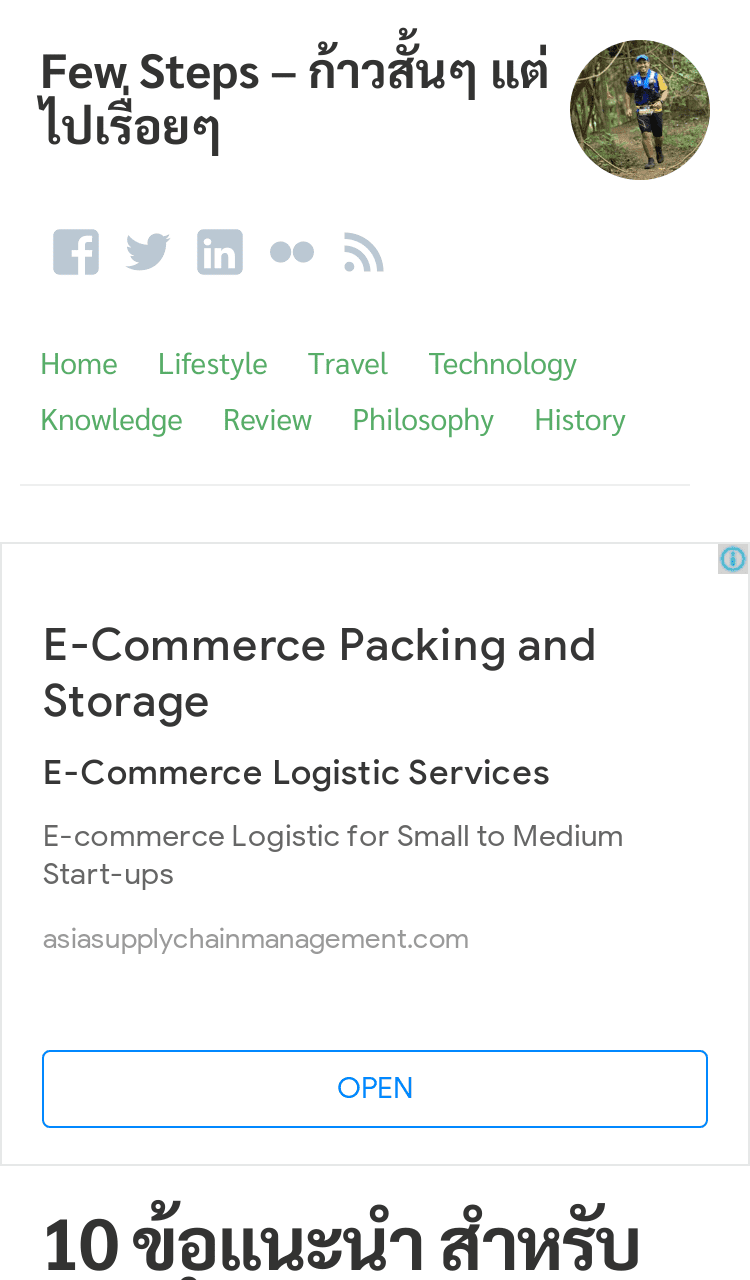 Few Steps – ก้าวสั้นๆ แต่
ไปเรื่อยๆ
Home Lifestyle Travel Technology
Knowledge Review Philosophy History
E-Commerce Packing and
Storage
E-Commerce Logistic Services
E-commerce Logistic for Small to Medium
Start-ups
asiasupplychainmanagement.com
OPEN
10 ข้อแนะนำ สำหรับ